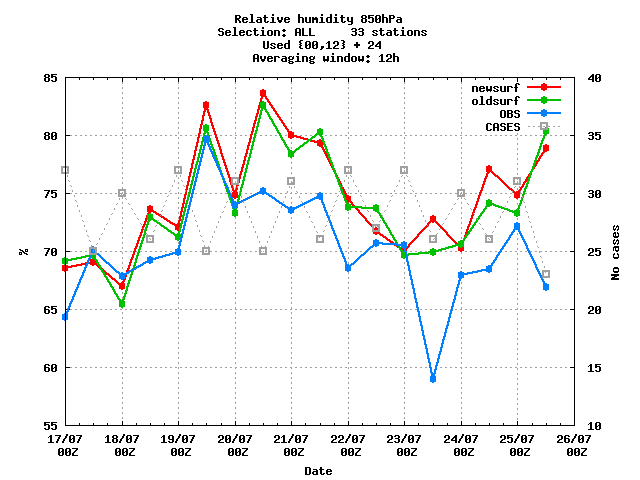 Relative humidity 850hPa
Selection: ALL 33 stations
Used {00,12} + 24
Averaging window: 12h
85 40
newsurf
oldsurf
OBS
CASES
80 35
75 30
70 25
% No cases
65 20
60 15
55 10
17/07 18/07 19/07 20/07 21/07 22/07 23/07 24/07 25/07 26/07
00Z 00Z 00Z 00Z 00Z 00Z 00Z 00Z 00Z 00Z
Date